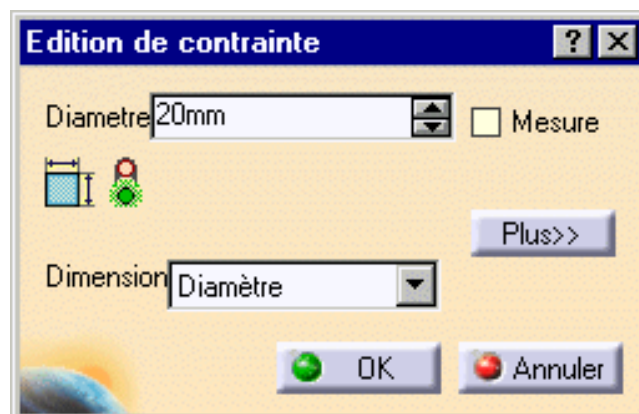 Edition de contrainte
Diametre 20mm Mesure
Plus>>
Dimension Diamètre
OK Annuler